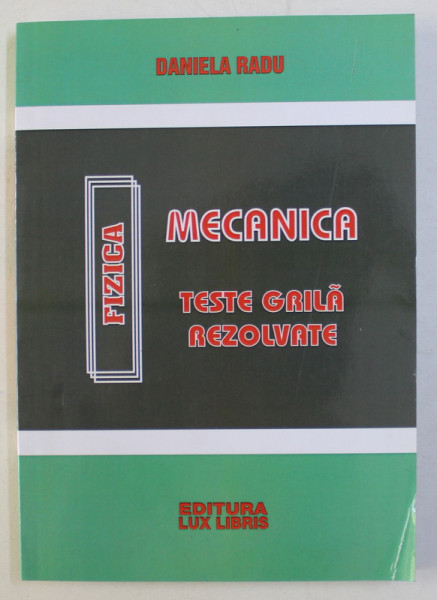 DANIELA RADU
FIZICA
MECANICA
TESTE GRILĂ
REZOLVATE
EDITURA
LUX LIBRIS